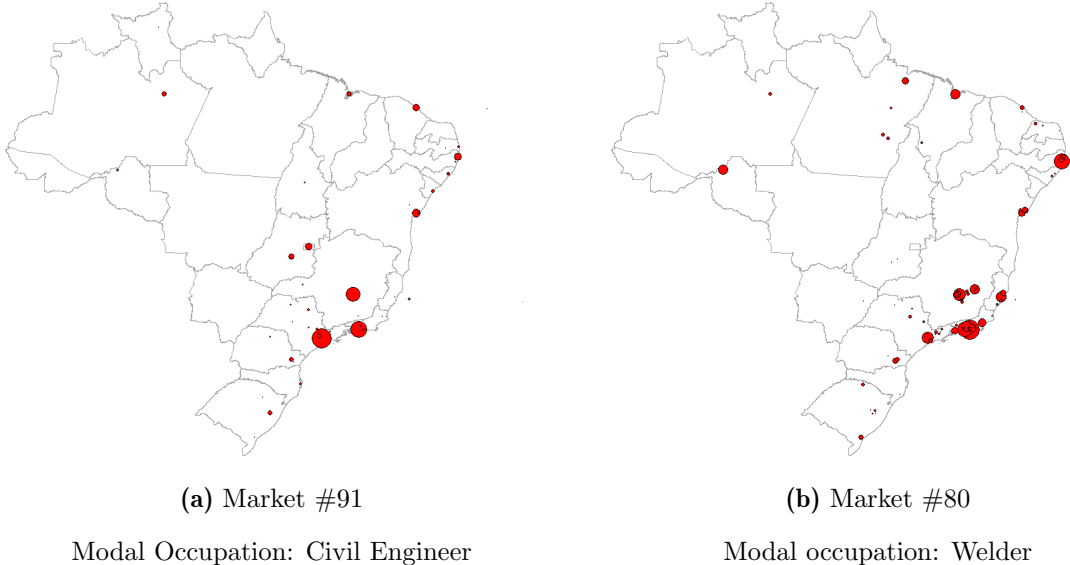 (a) Market #91
(b) Market #80
Modal Occupation: Civil Engineer
Modal occupation: Welder